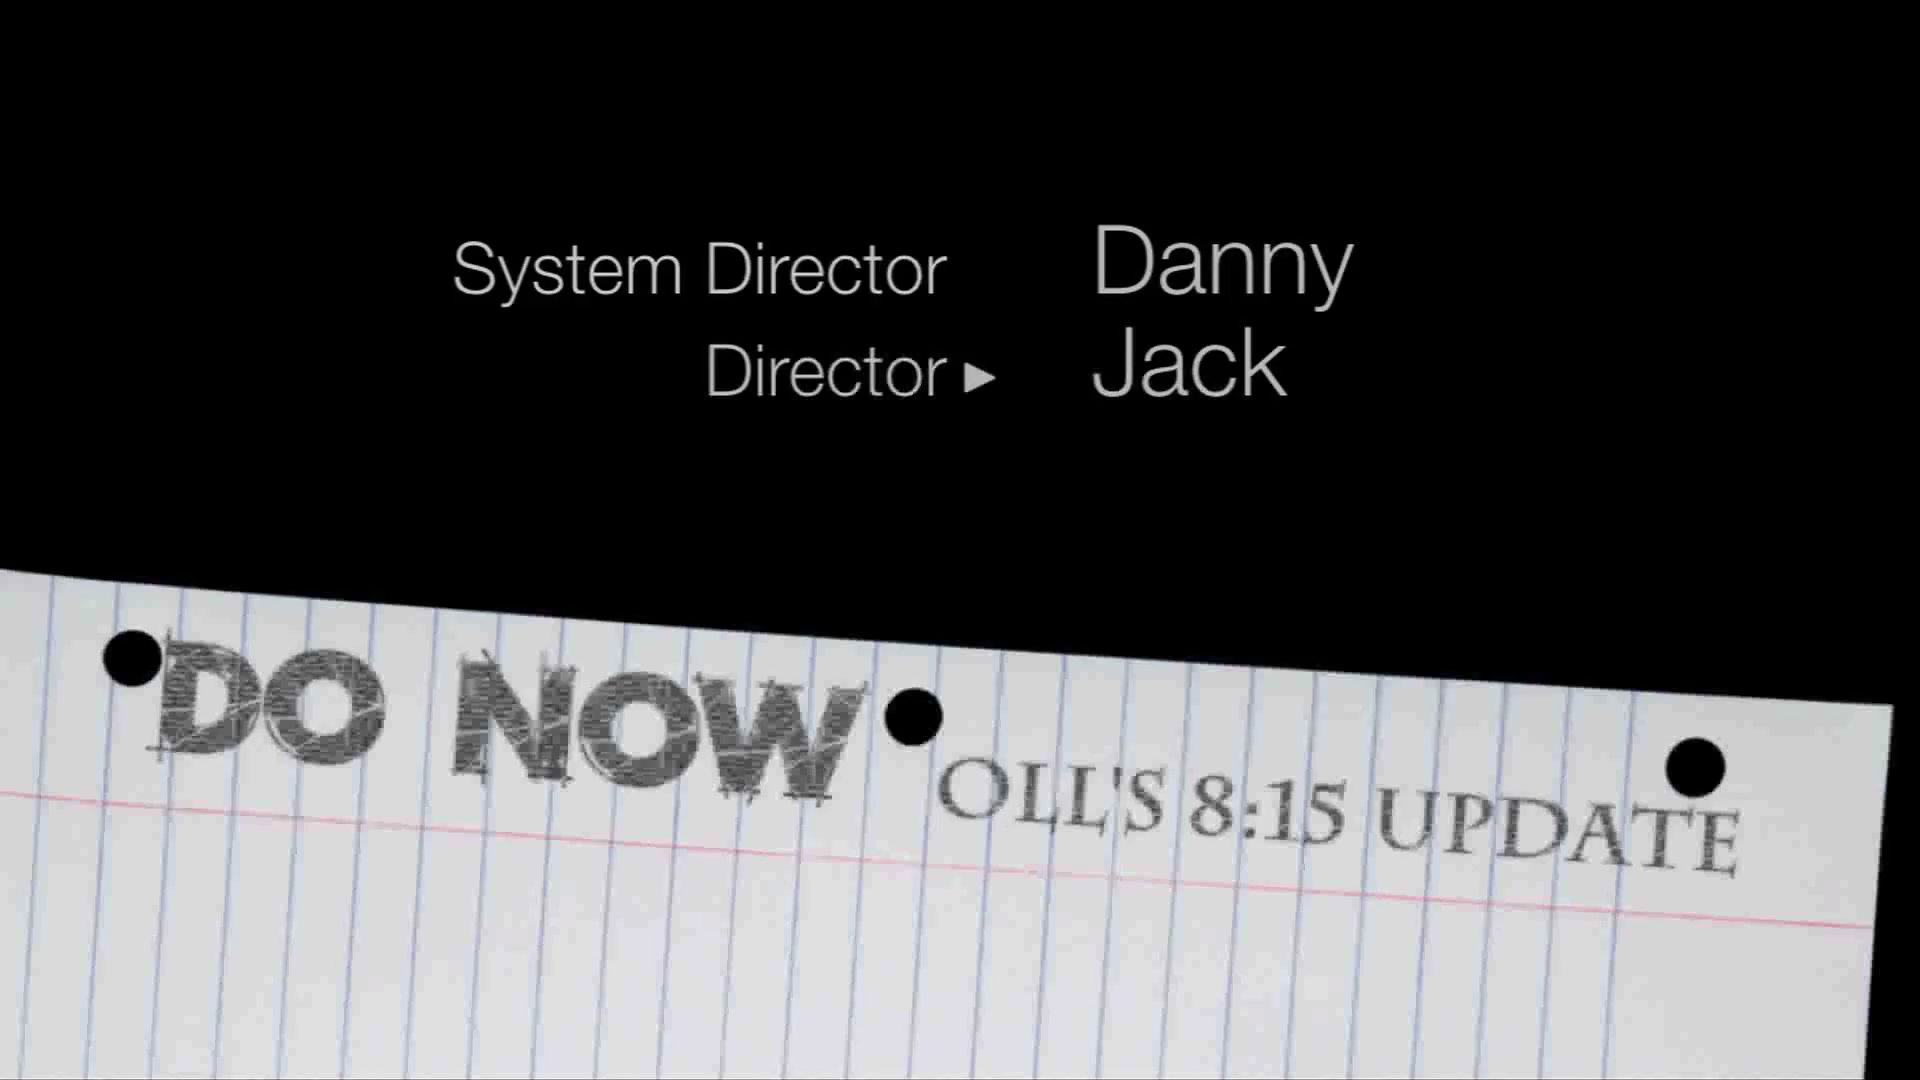 System Director Danny
Director ▸ Jack
DO NOW
OLL'S 8:15 UPDATE